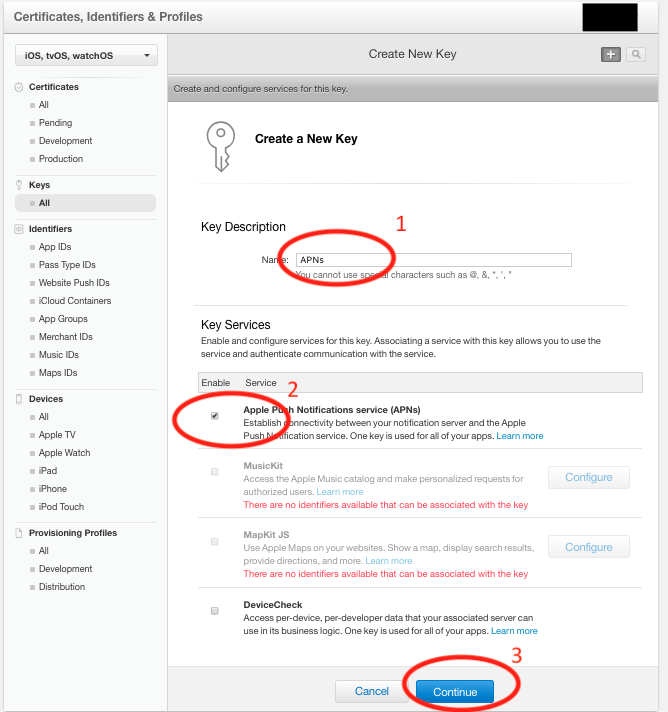 Certificates, Identifiers & Profiles
iOS, tvOS, watchOS
Certificates
All
Pending
Development
Production
Keys
All
Identifiers
App IDs
Pass Type IDs
Website Push IDs
iCloud Containers
App Groups
Merchant IDs
Music IDs
Maps IDs
Devices
All
Apple TV
Apple Watch
iPad
iPhone
iPod Touch
Provisioning Profiles
All
Development
Distribution
Create New Key
Create and configure services for this key.
Create a New Key
Key Description
1
Name: APNs
You cannot use special characters such as @, &, *, ', "
Key Services
Enable and configure services for this key. Associating a service with this key allows you to use the
service and authenticate communication with the service.
Enable Service
2
Apple Push Notifications service (APNs)
Establish connectivity between your notification server and the Apple
Push Notification service. One key is used for all of your apps. Learn more
MusicKit
Access the Apple Music catalog and make personalized requests for
authorized users. Learn more
There are no identifiers available that can be associated with the key
Configure
MapKit JS
Use Apple Maps on your websites. Show a map, display search results,
provide directions, and more. Learn more
There are no identifiers available that can be associated with the key
Configure
DeviceCheck
Access per-device, per-developer data that your associated server can
use in its business logic. One key is used for all of your apps. Learn more
3
Cancel Continue